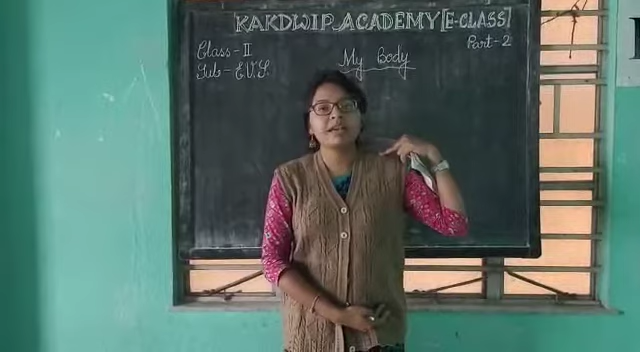 KAKDWIP ACADEMY [E-CLASS]
Class - II
Part - 2
Sub - E.V.S.
My Body